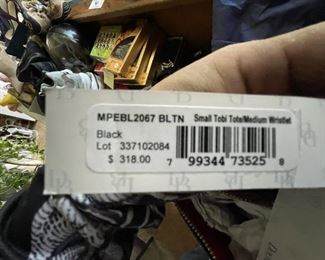 MPEBL2067 BLTN Small Tobi Tote/Medium Wristlet
Black
Lot 337102084
$ 318.00
7 99344 73525 8